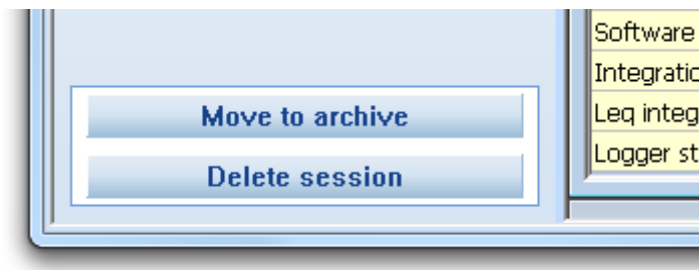 Move to archive
Delete session
Software
Integratio
Leq integ
Logger st